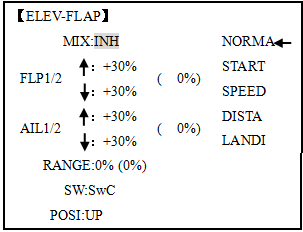 【ELEV-FLAP】
MIX:INH NORMA←
↑: +30% START
FLP1/2 ( 0%) SPEED
↓: +30%
↑: +30% DISTA
AIL1/2 ( 0%)
↓: +30% LANDI
RANGE:0% (0%)
SW:SwC
POSI:UP